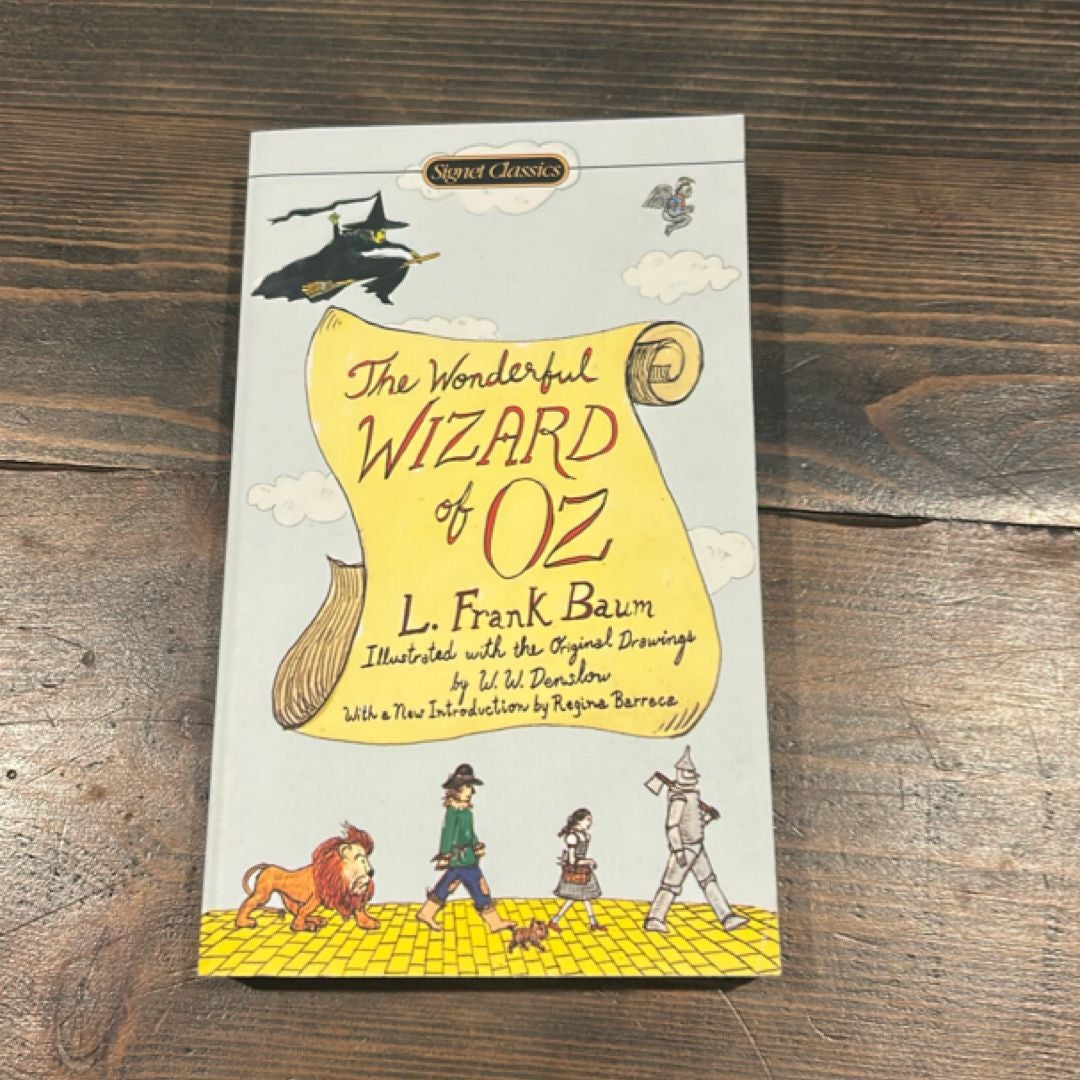 Signet Classics
The Wonderful
WIZARD
of OZ
L. Frank Baum
Illustrated with the Original Drawings
by W. W. Denslow
With a New Introduction by Regina Barreca